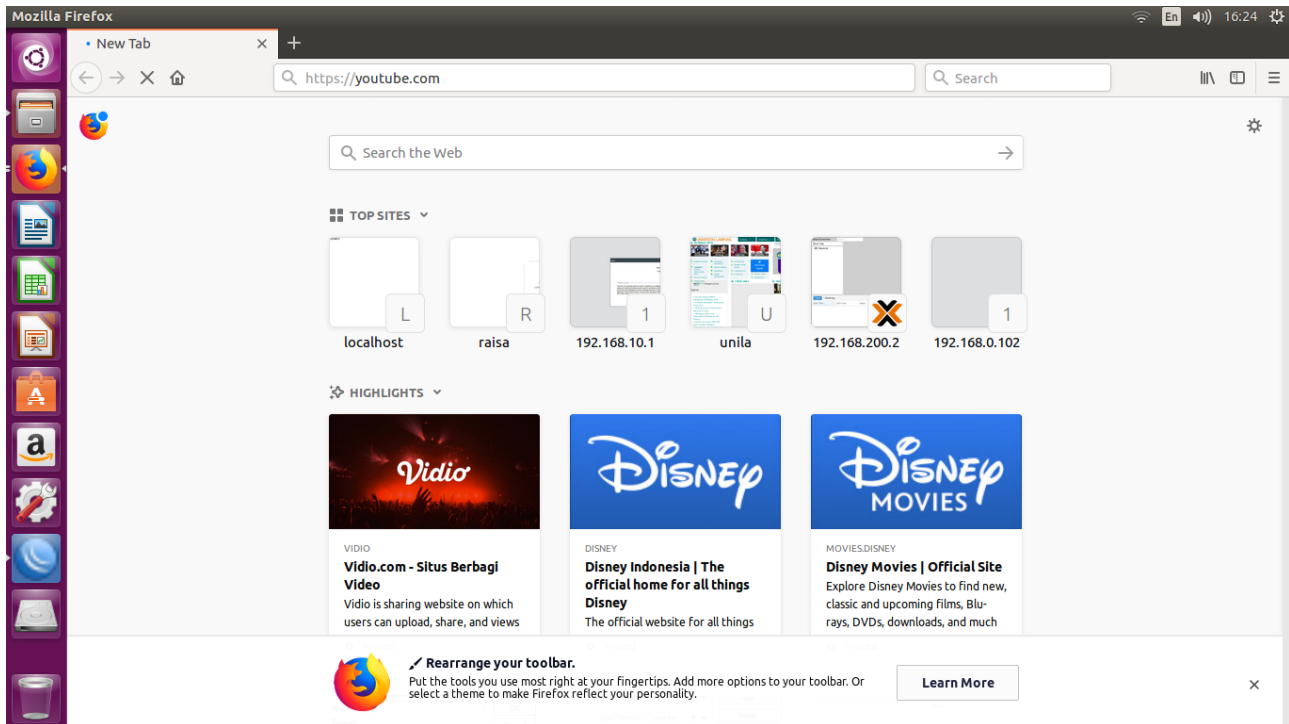 Mozilla Firefox
En
16:24
New Tab
https://youtube.com
Search
Search the Web
TOP SITES
L
R
1
U
1
localhost
raisa
192.168.10.1
unila
192.168.200.2
192.168.0.102
HIGHLIGHTS
Vidio
DISNEY
DISNEY
MOVIES
VIDIO
Vidio.com - Situs Berbagi
Video
Vidio is sharing website on which
users can upload, share, and views
DISNEY
Disney Indonesia | The
official home for all things
Disney
The official website for all things
MOVIES.DISNEY
Disney Movies | Official Site
Explore Disney Movies to find new,
classic and upcoming films, Blu-
rays, DVDs, downloads, and much
Rearrange your toolbar.
Put the tools you use most right at your fingertips. Add more options to your toolbar. Or
select a theme to make Firefox reflect your personality.
Learn More